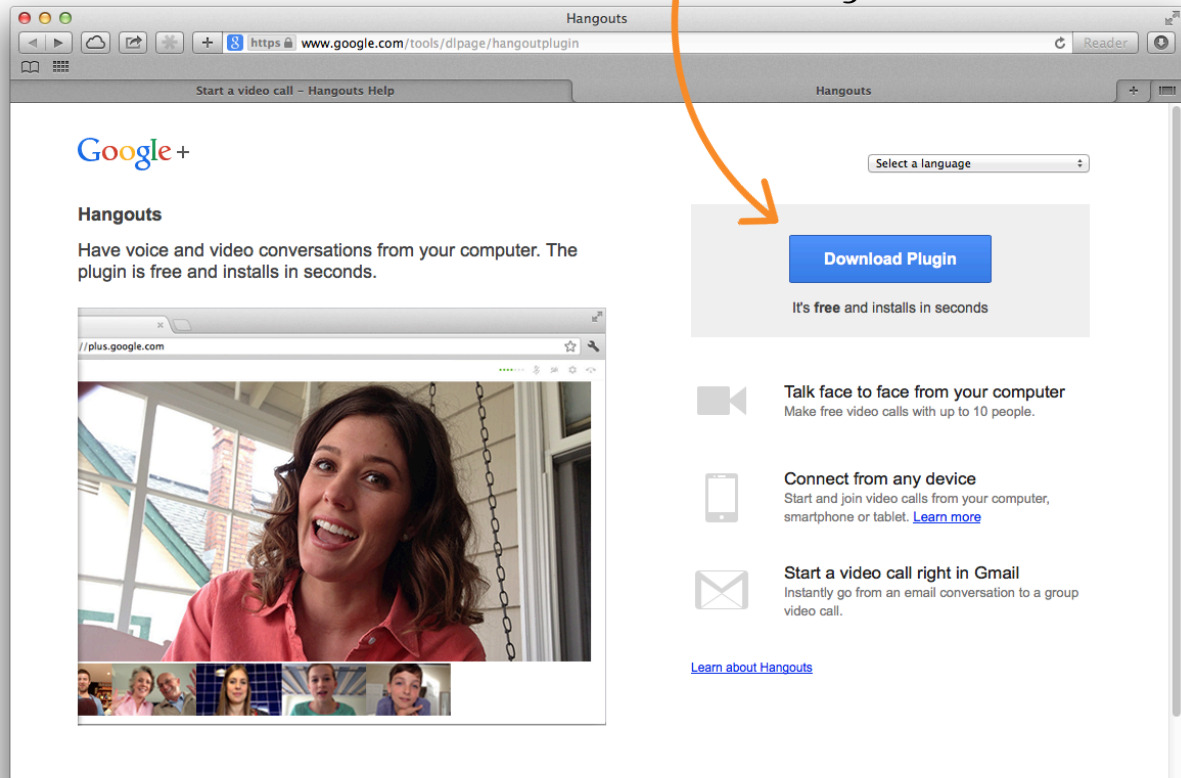 Hangouts
https www.google.com/tools/dlpage/hangoutplugin
Reader
Start a video call – Hangouts Help
Hangouts
Google+
Select a language
Hangouts
Have voice and video conversations from your computer. The
plugin is free and installs in seconds.
Download Plugin
It's free and installs in seconds
//plus.google.com
Talk face to face from your computer
Make free video calls with up to 10 people.
Connect from any device
Start and join video calls from your computer,
smartphone or tablet. Learn more
Start a video call right in Gmail
Instantly go from an email conversation to a group
video call.
Learn about Hangouts